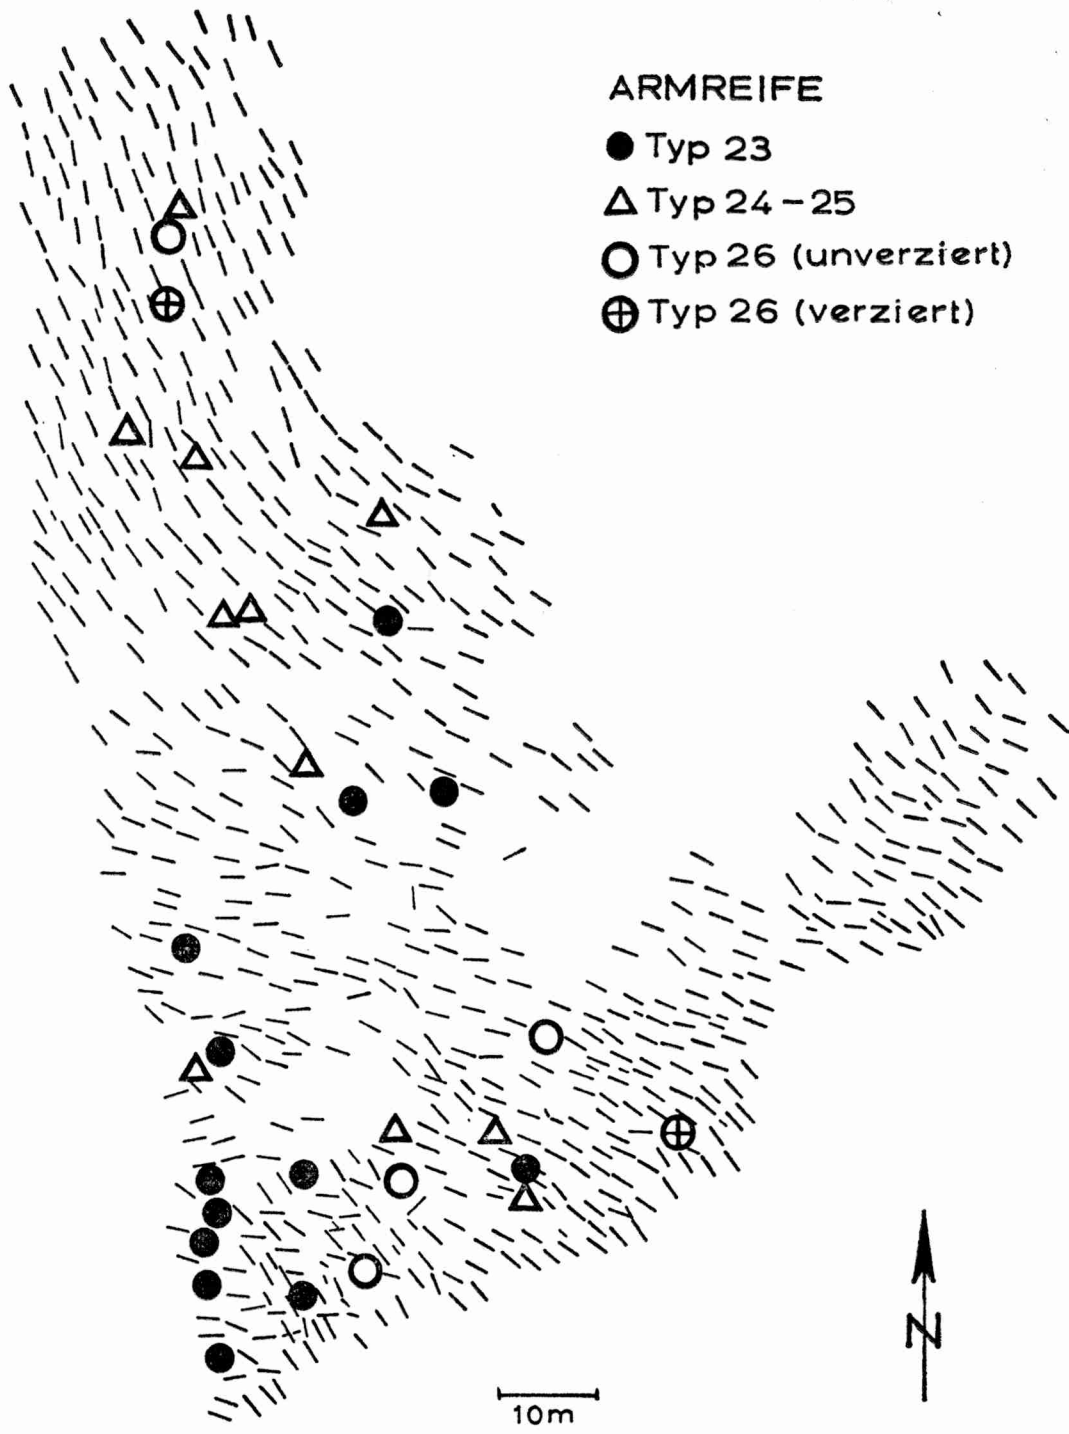 ARMREIFE
Typ 23
Typ 24-25
Typ 26 (unverziert)
Typ 26 (verziert)
N
10m